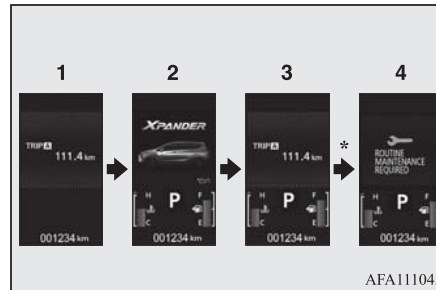 1
2
3
4
TRIP A
111.4 km
001234 km
XPANDER
H
F
P
C
E
001234 km
TRIP A
111.4 km
H
F
P
C
E
001234 km
*
ROUTINE
MAINTENANCE
REQUIRED
H
F
P
C
E
001234 km
AFA11104